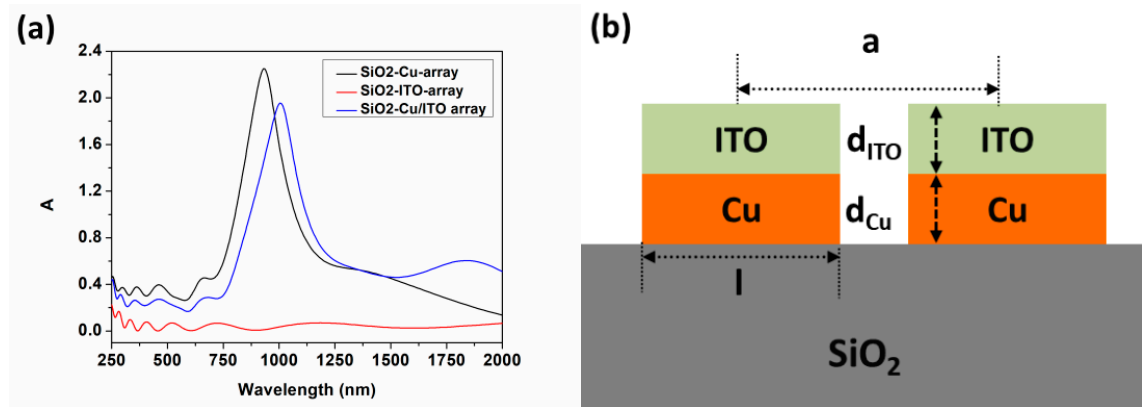 (a)
2.4
2.0
1.6
1.2
0.8
0.4
0.0
A
SiO2-Cu-array
SiO2-ITO-array
SiO2-Cu/ITO array
250 500 750 1000 1250 1500 1750 2000
Wavelength (nm)
(b)
a
ITO d_ITO ITO
Cu d_Cu Cu
l
SiO₂